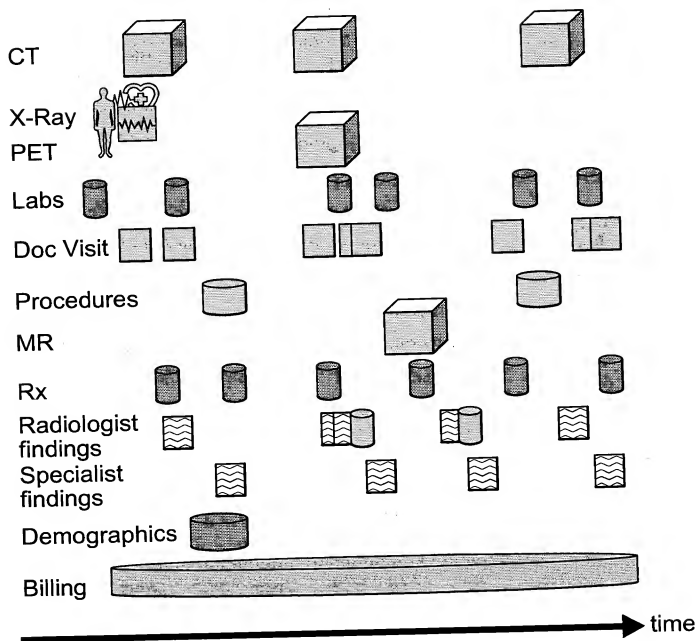 CT
X-Ray
PET
Labs
Doc Visit
Procedures
MR
Rx
Radiologist
findings
Specialist
findings
Demographics
Billing
time